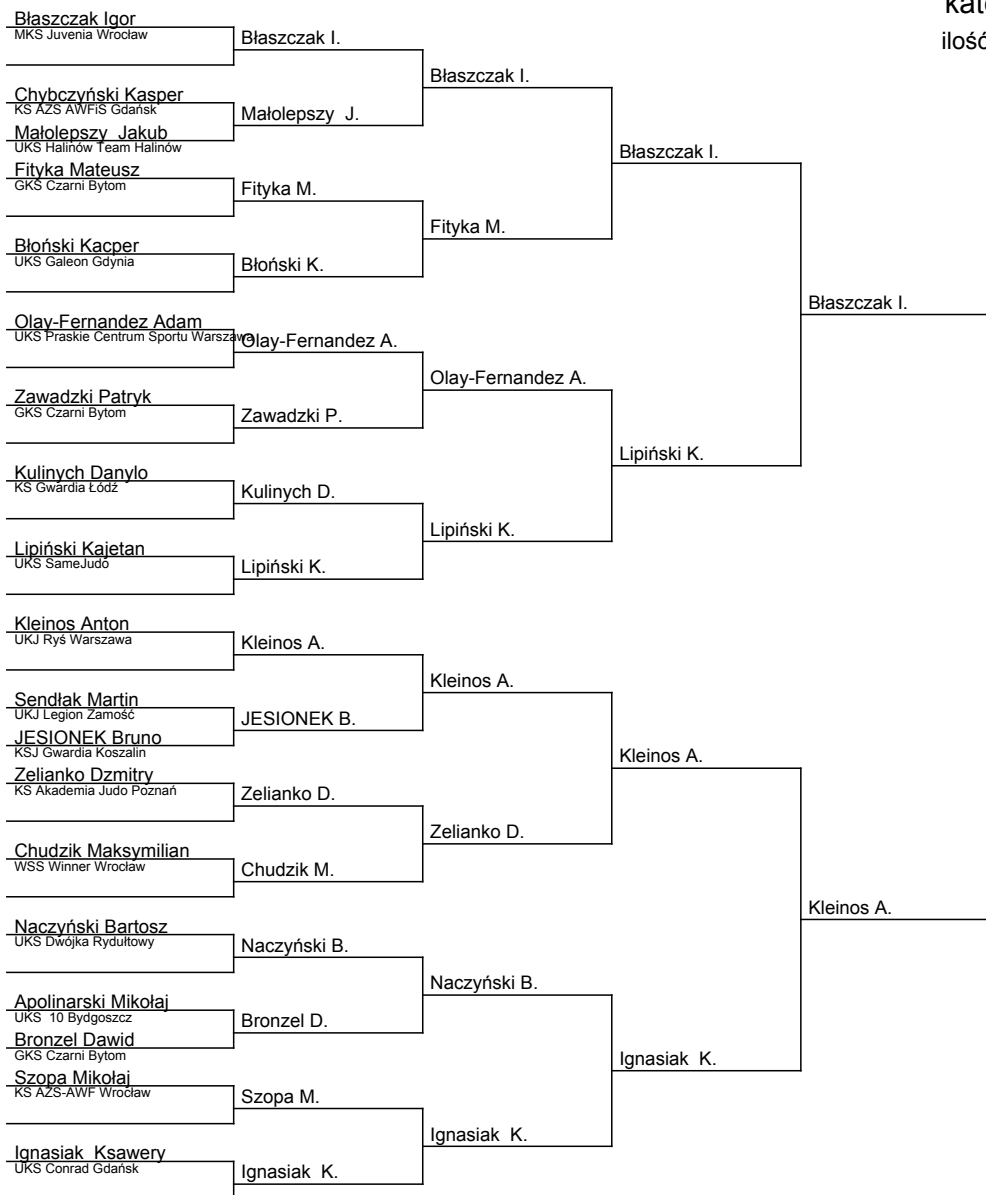 kat
ilość
Błaszczak Igor
MKS Juvenia Wrocław
Chybczyński Kasper
KS AZS AWFiS Gdańsk
Małolepszy Jakub
UKS Halinów Team Halinów
Fityka Mateusz
GKS Czarni Bytom
Błoński Kacper
UKS Galeon Gdynia
Olay-Fernandez Adam
UKS Praskie Centrum Sportu Warszawa
Zawadzki Patryk
GKS Czarni Bytom
Kulinych Danylo
KS Gwardia Łódź
Lipiński Kajetan
UKS SameJudo
Kleinos Anton
UKJ Ryś Warszawa
Sendłak Martin
UKJ Legion Zamość
JESIONEK Bruno
KSJ Gwardia Koszalin
Zelianko Dzmitry
KS Akademia Judo Poznań
Chudzik Maksymilian
WSS Winner Wrocław
Naczyński Bartosz
UKS Dwójka Rydułtowy
Apolinarski Mikołaj
UKS 10 Bydgoszcz
Bronzel Dawid
GKS Czarni Bytom
Szopa Mikołaj
KS AZS-AWF Wrocław
Ignasiak Ksawery
UKS Conrad Gdańsk
Błaszczak I.
Małolepszy J.
Fityka M.
Błoński K.
Olay-Fernandez A.
Zawadzki P.
Kulinych D.
Lipiński K.
Kleinos A.
JESIONEK B.
Zelianko D.
Chudzik M.
Naczyński B.
Bronzel D.
Szopa M.
Ignasiak K.
Błaszczak I.
Fityka M.
Olay-Fernandez A.
Lipiński K.
Kleinos A.
Zelianko D.
Naczyński B.
Ignasiak K.
Błaszczak I.
Lipiński K.
Kleinos A.
Ignasiak K.
Błaszczak I.
Kleinos A.